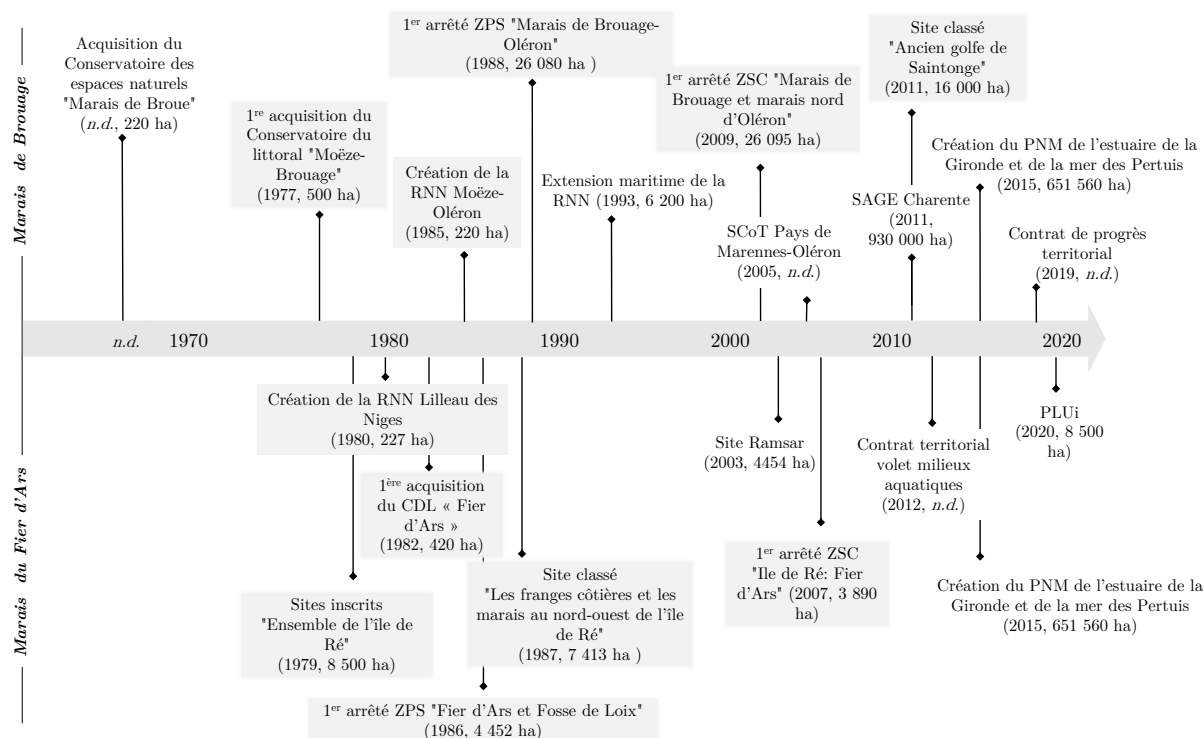 Marais de Brouage
Acquisition du
Conservatoire des
espaces naturels
"Marais de Broue"
(n.d., 220 ha)
1re acquisition du
Conservatoire du
littoral "Moëze-
Brouage"
(1977, 500 ha)
Création de la
RNN Moëze-
Oléron
(1985, 220 ha)
1er arrêté ZPS "Marais de Brouage-
Oléron"
(1988, 26 080 ha )
Extension maritime de la
RNN (1993, 6 200 ha)
1er arrêté ZSC "Marais de
Brouage et marais nord
d'Oléron"
(2009, 26 095 ha)
SCoT Pays de
Marennes-Oléron
(2005, n.d.)
Site classé
"Ancien golfe de
Saintonge"
(2011, 16 000 ha)
SAGE Charente
(2011,
930 000 ha)
Création du PNM de l'estuaire de la
Gironde et de la mer des Pertuis
(2015, 651 560 ha)
Contrat de progrès
territorial
(2019, n.d.)
n.d. 1970 1980 1990 2000 2010 2020
Marais du Fier d'Ars
Création de la RNN Lilleau des
Niges
(1980, 227 ha)
1ère acquisition
du CDL « Fier
d'Ars »
(1982, 420 ha)
Sites inscrits
"Ensemble de l'île de
Ré"
(1979, 8 500 ha)
1er arrêté ZPS "Fier d'Ars et Fosse de Loix"
(1986, 4 452 ha)
Site classé
"Les franges côtières et les
marais au nord-ouest de l'île
de Ré"
(1987, 7 413 ha )
Site Ramsar
(2003, 4454 ha)
1er arrêté ZSC
"Ile de Ré: Fier
d'Ars" (2007, 3 890
ha)
Contrat territorial
volet milieux
aquatiques
(2012, n.d.)
Création du PNM de l'estuaire de la
Gironde et de la mer des Pertuis
(2015, 651 560 ha)
PLUi
(2020, 8 500
ha)